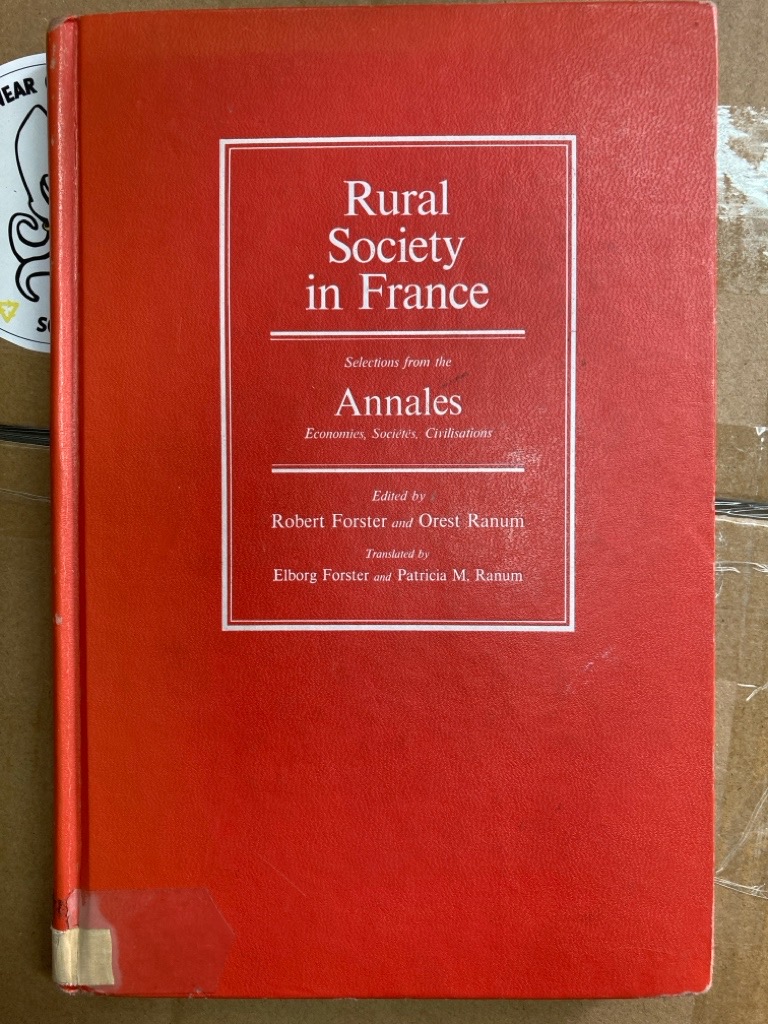 Rural
Society
in France
Selections from the
Annales
Economies, Sociétés, Civilisations
Edited by
Robert Forster and Orest Ranum
Translated by
Elborg Forster and Patricia M. Ranum